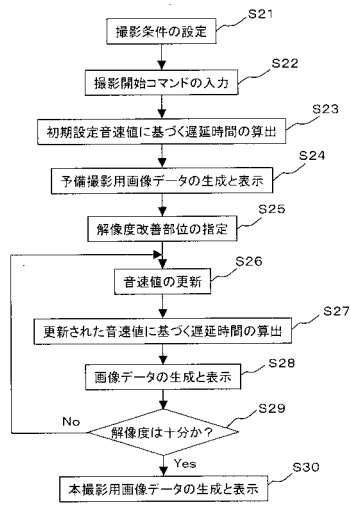 S21
撮影条件の設定
S22
撮影開始コマンドの入力
S23
初期設定音速値に基づく遅延時間の算出
S24
予備撮影用画像データの生成と表示
S25
解像度改善部位の指定
S26
音速値の更新
S27
更新された音速値に基づく遅延時間の算出
S28
画像データの生成と表示
S29
No
解像度は十分か?
Yes
S30
本撮影用画像データの生成と表示